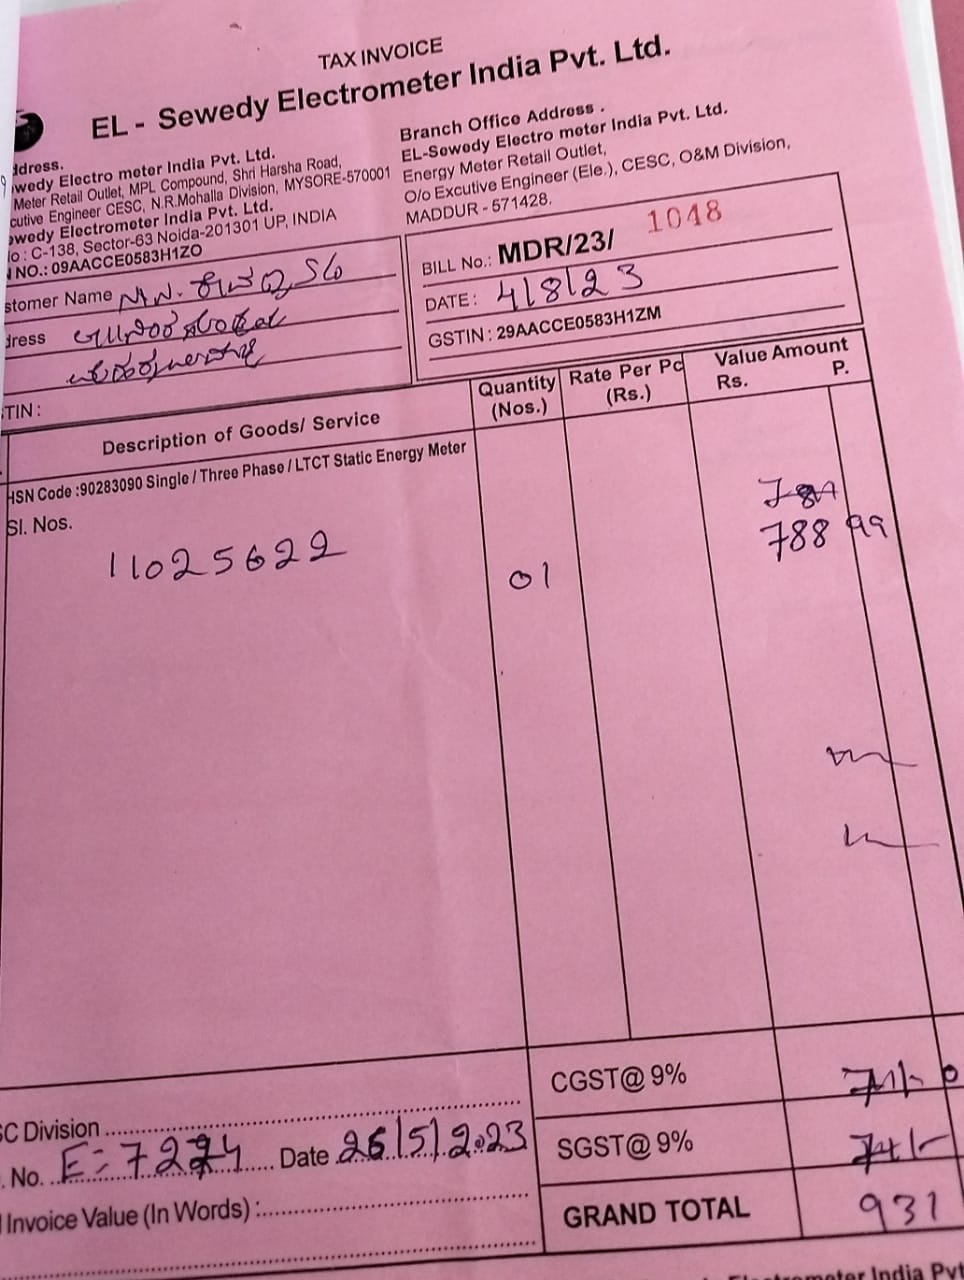 TAX INVOICE
EL - Sewedy Electrometer India Pvt. Ltd.
dress.
wedy Electro meter India Pvt. Ltd.
Meter Retail Outlet, MPL Compound, Shri Harsha Road,
cutive Engineer CESC, N.R.Mohalla Division, MYSORE-570001
wedy Electrometer India Pvt. Ltd.
o : C-138, Sector-63 Noida-201301 UP, INDIA
NO.: 09AACCE0583H1ZO
Branch Office Address .
EL-Sewedy Electro meter India Pvt. Ltd.
Energy Meter Retail Outlet,
O/o Excutive Engineer (Ele.), CESC, O&M Division,
MADDUR - 571428.
stomer Name
dress
TIN :
BILL No.: MDR/23/ 1048
DATE : 4/8/23
GSTIN : 29AACCE0583H1ZM
Description of Goods/ Service
Quantity (Nos.)
Rate Per Pc (Rs.)
Value Amount
Rs. P.
HSN Code :90283090 Single / Three Phase / LTCT Static Energy Meter
Sl. Nos.
11025622
01
788 99
CGST@ 9%
SGST@ 9%
GRAND TOTAL 931
C Division
No. Date 26/5/2023
Invoice Value (In Words) :